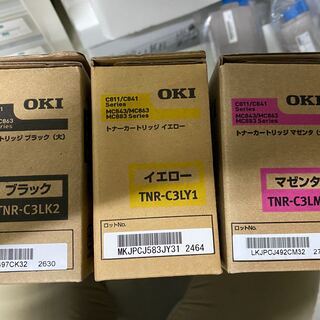 OKI
MC863
トリッジ ブラック (大)
ブラック
TNR-C3LK2
597CK32 2630
C811/C841
Series
MC843/MC863
MC883 Series
OKI
トナーカートリッジ イエロー
イエロー
TNR-C3LY1
ロットNo.
MKJPCJ583JY31 2464
C811/C841
Series
MC843/MC863
MC883 Series
OKI
トナーカートリッジ マゼンタ
マゼンタ
TNR-C3LM
ロットNo.
LKJPCJ492CM32 27